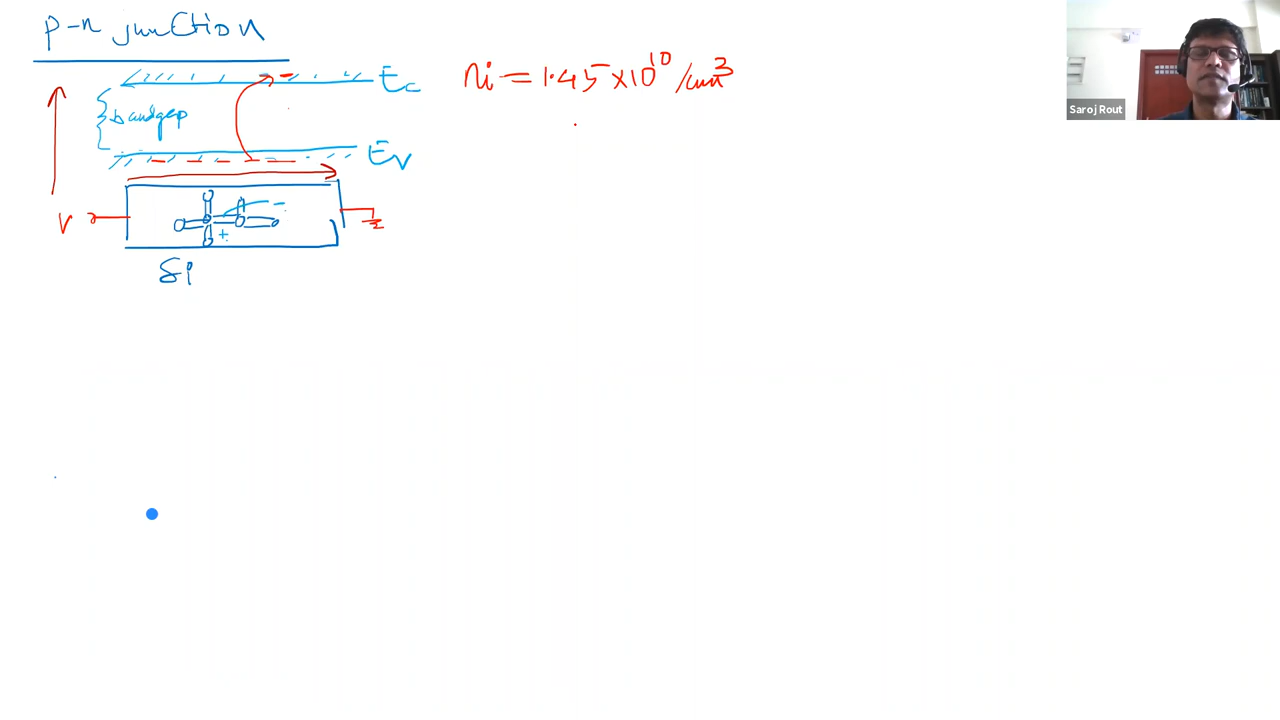 p-n junction
Ec
ni = 1.45 × 10^10 /cm^3
bandgap
Ev
V
-
+
Si
Saroj Rout